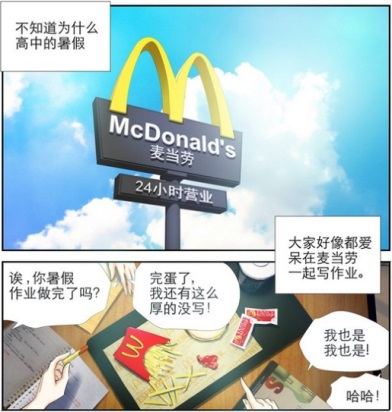 不知道为什么
高中的暑假
McDonald's
麦当劳
24小时营业
大家好像都爱
呆在麦当劳
一起写作业。
诶,你暑假
作业做完了吗?
完蛋了,
我还有这么
厚的没写!
我也是
我也是!
哈哈!